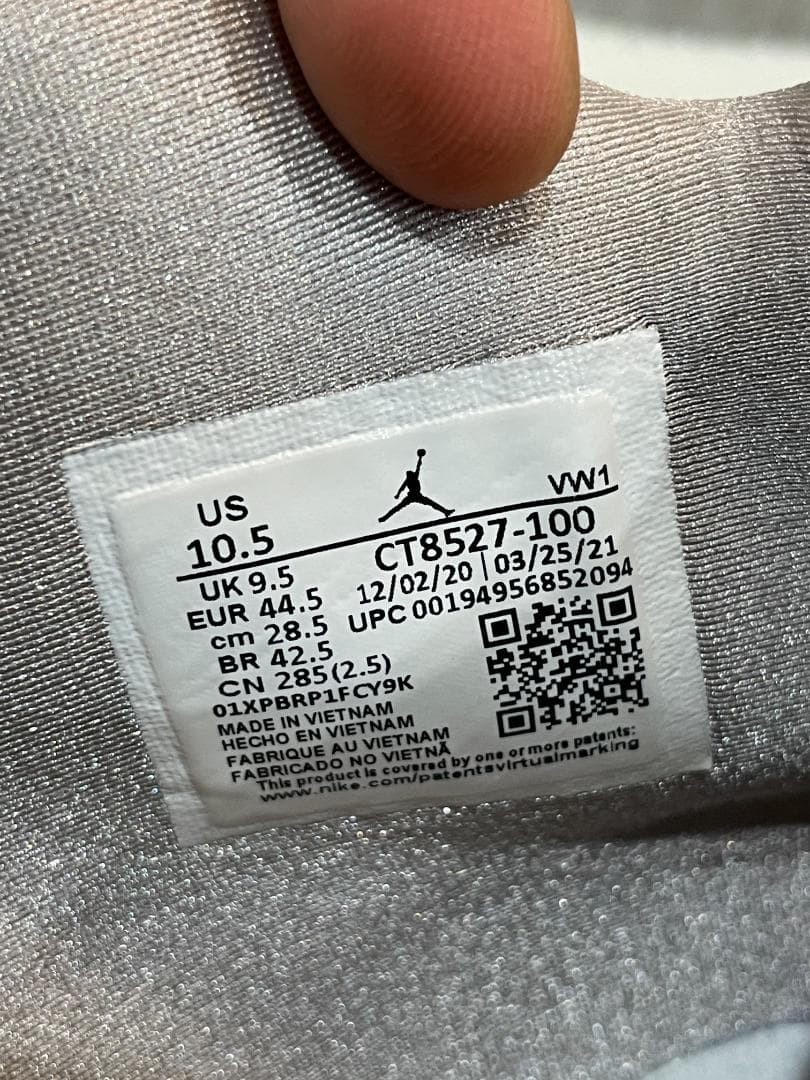 US
10.5
VW1
UK 9.5
EUR 44.5
cm 28.5
BR 42.5
CN 285(2.5)
CT8527-100
12/02/20 | 03/25/21
UPC 00194956852094
01XPBRP1FCY9K
MADE IN VIETNAM
HECHO EN VIETNAM
FABRIQUE AU VIETNAM
FABRICADO NO VIETNÃ
This product is covered by one or more patents:
www.nike.com/patentsvirtualmarking